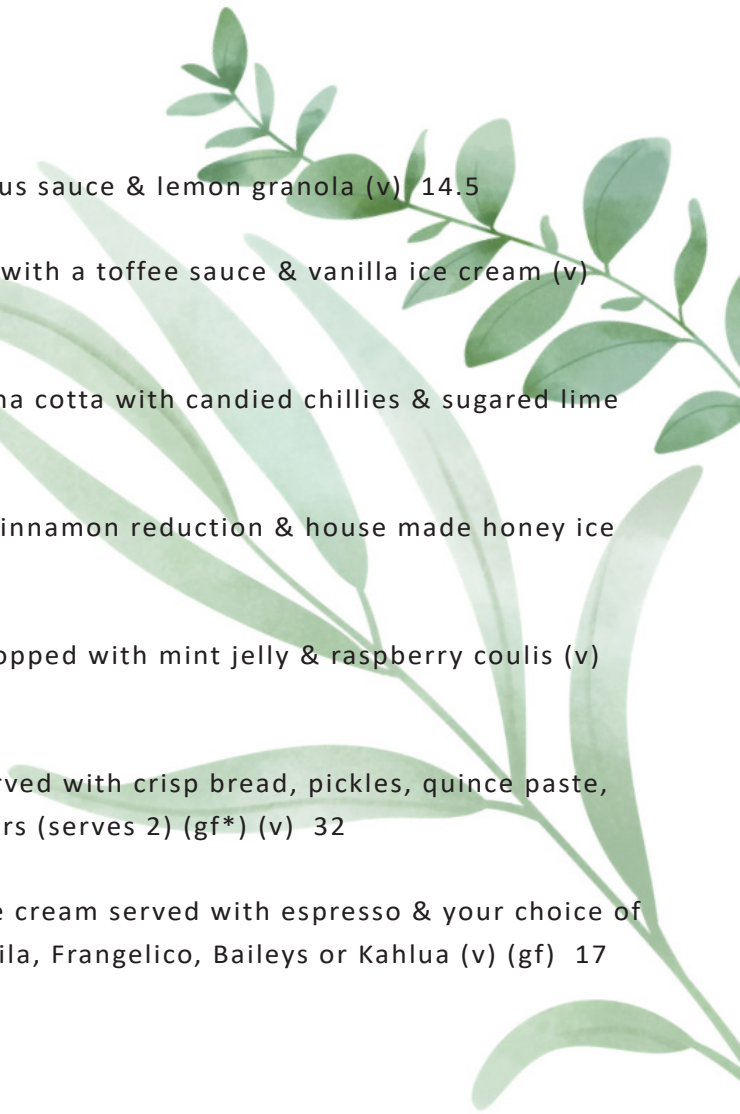 us sauce & lemon granola (v)  14.5
with a toffee sauce & vanilla ice cream (v)
na cotta with candied chillies & sugared lime
innamon reduction & house made honey ice
opped with mint jelly & raspberry coulis (v)
rved with crisp bread, pickles, quince paste,
rs (serves 2) (gf*) (v)  32
e cream served with espresso & your choice of
ila, Frangelico, Baileys or Kahlua (v) (gf)  17